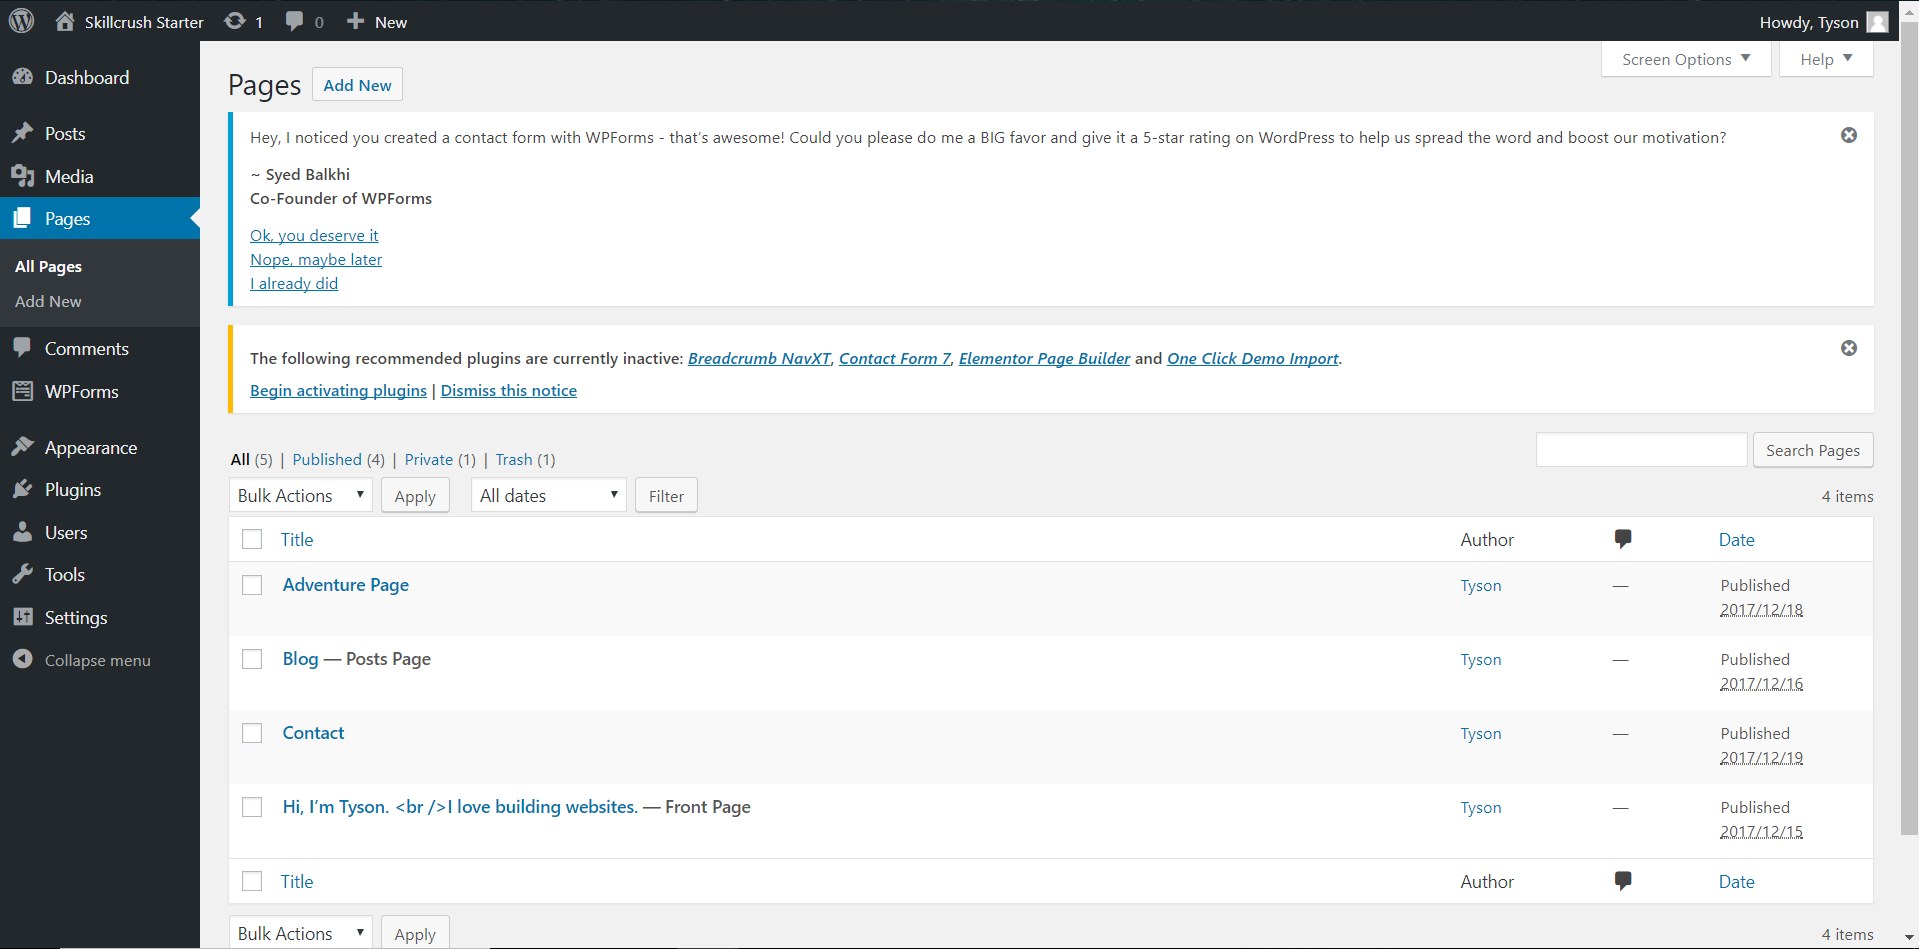 Skillcrush Starter 1 0 New Howdy, Tyson
Dashboard
Posts
Media
Pages
All Pages
Add New
Comments
WPForms
Appearance
Plugins
Users
Tools
Settings
Collapse menu
Screen Options Help
Pages Add New
Hey, I noticed you created a contact form with WPForms - that's awesome! Could you please do me a BIG favor and give it a 5-star rating on WordPress to help us spread the word and boost our motivation?
~ Syed Balkhi
Co-Founder of WPForms
Ok, you deserve it
Nope, maybe later
I already did
The following recommended plugins are currently inactive: Breadcrumb NavXT, Contact Form 7, Elementor Page Builder and One Click Demo Import.
Begin activating plugins | Dismiss this notice
All (5) | Published (4) | Private (1) | Trash (1)
Search Pages
Bulk Actions Apply All dates Filter 4 items
Title Author Date
Adventure Page Tyson — Published
2017/12/18
Blog — Posts Page Tyson — Published
2017/12/16
Contact Tyson — Published
2017/12/19
Hi, I’m Tyson. <br />I love building websites. — Front Page Tyson — Published
2017/12/15
Title Author Date
Bulk Actions Apply 4 items